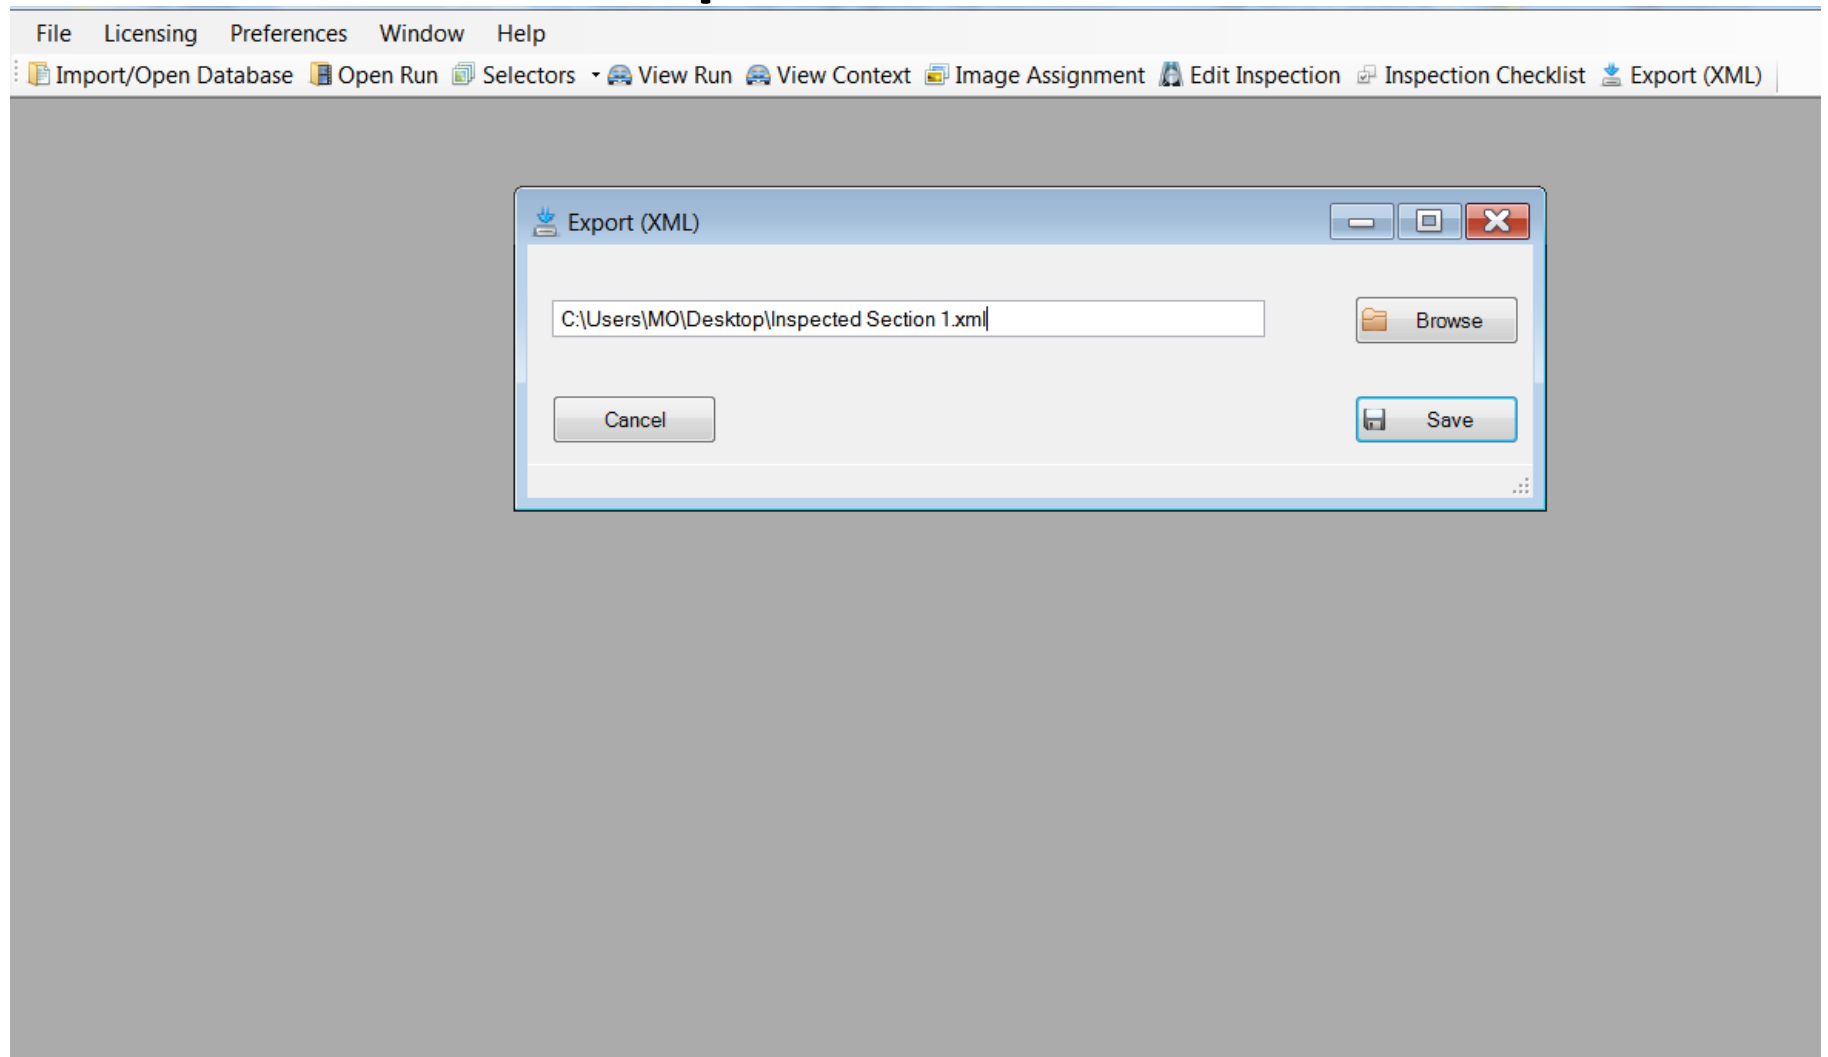 File Licensing Preferences Window Help
Import/Open Database Open Run Selectors View Run View Context Image Assignment Edit Inspection Inspection Checklist Export (XML)
Export (XML)
C:\Users\MO\Desktop\Inspected Section 1.xml
Browse
Cancel
Save